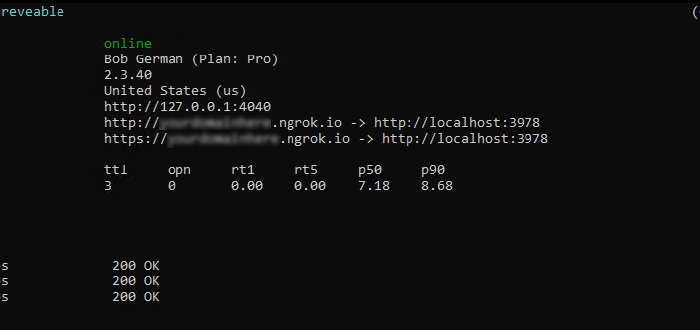 reveable (
online
Bob German (Plan: Pro)
2.3.40
United States (us)
http://127.0.0.1:4040
http://yourdomainhere.ngrok.io -> http://localhost:3978
https://yourdomainhere.ngrok.io -> http://localhost:3978
ttl opn rt1 rt5 p50 p90
3 0 0.00 0.00 7.18 8.68
s 200 OK
s 200 OK
s 200 OK